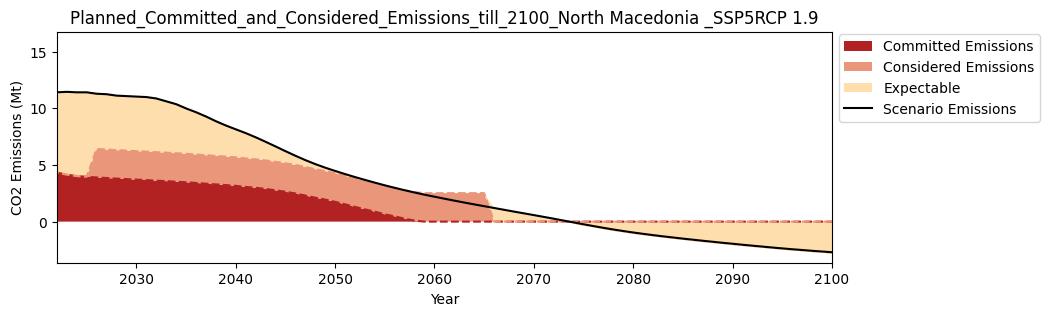 Planned_Committed_and_Considered_Emissions_till_2100_North Macedonia _SSP5RCP 1.9
CO2 Emissions (Mt)
15
10
5
0
2030 2040 2050 2060 2070 2080 2090 2100
Year
Committed Emissions
Considered Emissions
Expectable
Scenario Emissions